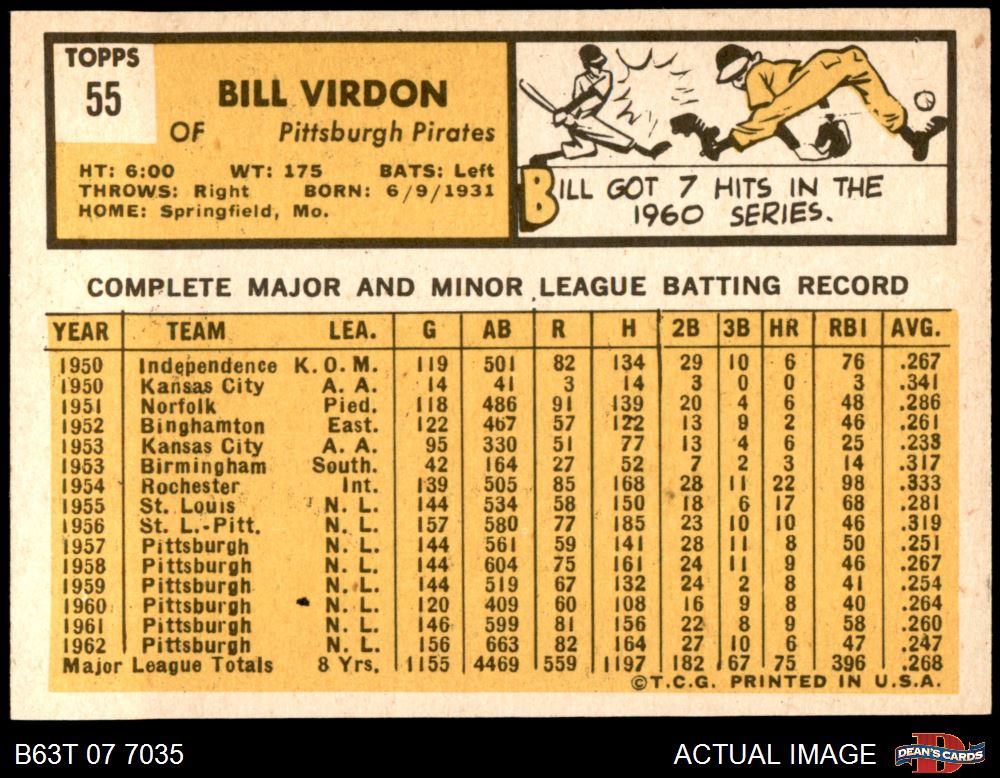 TOPPS
55
BILL VIRDON
OF Pittsburgh Pirates
HT: 6:00 WT: 175 BATS: Left
THROWS: Right BORN: 6/9/1931
HOME: Springfield, Mo.
BILL GOT 7 HITS IN THE
1960 SERIES.
COMPLETE MAJOR AND MINOR LEAGUE BATTING RECORD
YEAR TEAM LEA. G AB R H 2B 3B HR RBI AVG.
1950 Independence K. O. M. 119 501 82 134 29 10 6 76 .267
1950 Kansas City A. A. 14 41 3 14 3 0 0 3 .341
1951 Norfolk Pied. 118 486 91 139 20 4 6 48 .286
1952 Binghamton East. 122 467 57 122 13 9 2 46 .261
1953 Kansas City A. A. 95 330 51 77 13 4 6 25 .233
1953 Birmingham South. 42 164 27 52 7 2 3 14 .317
1954 Rochester Int. 139 505 85 168 28 11 22 98 .333
1955 St. Louis N. L. 144 534 58 150 18 6 17 68 .281
1956 St. L.-Pitt. N. L. 157 580 77 185 23 10 10 46 .319
1957 Pittsburgh N. L. 144 561 59 141 28 11 8 50 .251
1958 Pittsburgh N. L. 144 604 75 161 24 11 9 46 .267
1959 Pittsburgh N. L. 144 519 67 132 24 2 8 41 .254
1960 Pittsburgh N. L. 120 409 60 108 16 9 8 40 .264
1961 Pittsburgh N. L. 146 599 81 156 22 8 9 58 .260
1962 Pittsburgh N. L. 156 663 82 164 27 10 6 47 .247
Major League Totals 8 Yrs. 1155 4469 559 1197 182 67 75 396 .268
©T.C.G. PRINTED IN U.S.A.
B63T 07 7035 ACTUAL IMAGE DEAN'S CARDS